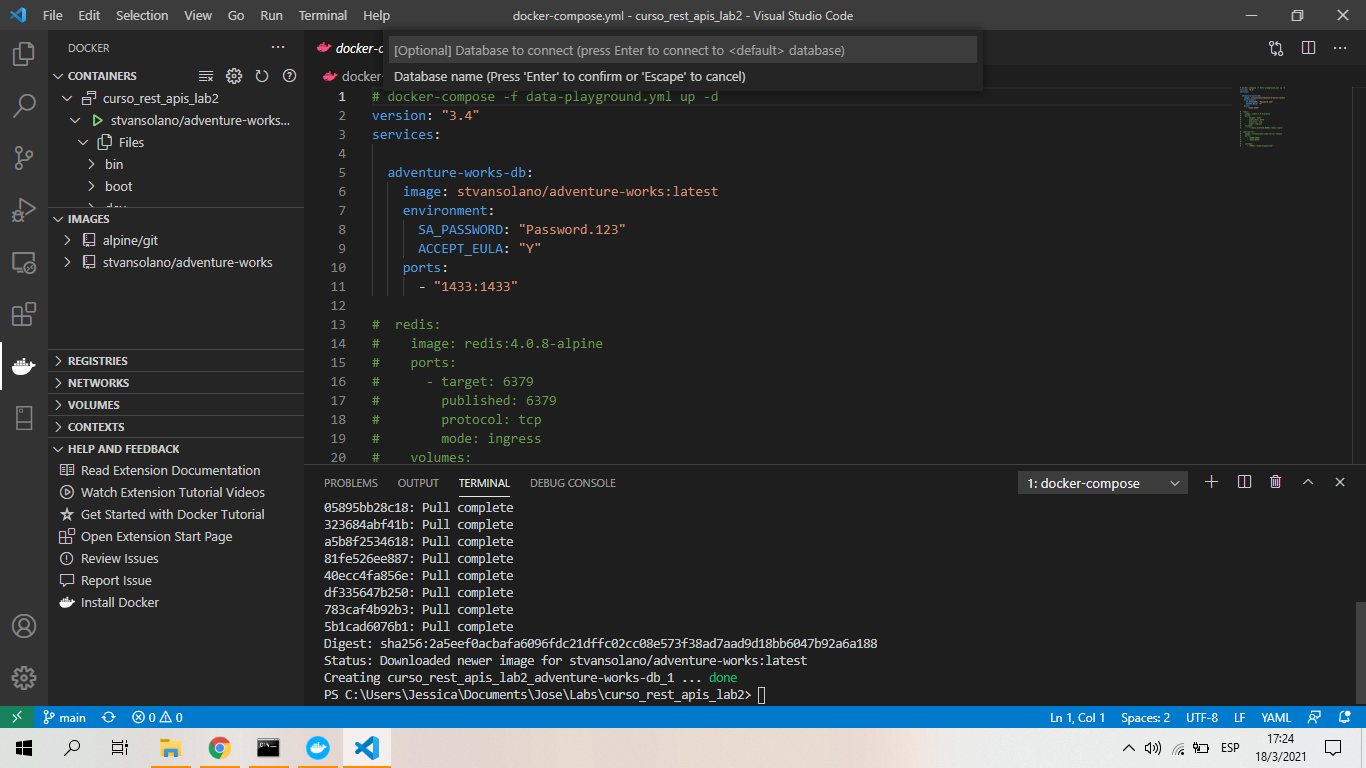 File Edit Selection View Go Run Terminal Help docker-compose.yml - curso_rest_apis_lab2 - Visual Studio Code
DOCKER
docker-c
[Optional] Database to connect (press Enter to connect to <default> database)
Database name (Press 'Enter' to confirm or 'Escape' to cancel)
docker-
CONTAINERS
curso_rest_apis_lab2
stvansolano/adventure-works...
Files
bin
boot
IMAGES
alpine/git
stvansolano/adventure-works
REGISTRIES
NETWORKS
VOLUMES
CONTEXTS
HELP AND FEEDBACK
Read Extension Documentation
Watch Extension Tutorial Videos
Get Started with Docker Tutorial
Open Extension Start Page
Review Issues
Report Issue
Install Docker
1 # docker-compose -f data-playground.yml up -d
2 version: "3.4"
3 services:
4
5 adventure-works-db:
6 image: stvansolano/adventure-works:latest
7 environment:
8 SA_PASSWORD: "Password.123"
9 ACCEPT_EULA: "Y"
10 ports:
11 - "1433:1433"
12
13 # redis:
14 # image: redis:4.0.8-alpine
15 # ports:
16 # - target: 6379
17 # published: 6379
18 # protocol: tcp
19 # mode: ingress
20 # volumes:
PROBLEMS OUTPUT TERMINAL DEBUG CONSOLE 1: docker-compose
05895bb28c18: Pull complete
323684abf41b: Pull complete
a5b8f2534618: Pull complete
81fe526ee887: Pull complete
40ecc4fa856e: Pull complete
df335647b250: Pull complete
783caf4b92b3: Pull complete
5b1cad6076b1: Pull complete
Digest: sha256:2a5eef0acbafa6096fdc21dffc02cc08e573f38ad7aad9d18bb6047b92a6a188
Status: Downloaded newer image for stvansolano/adventure-works:latest
Creating curso_rest_apis_lab2_adventure-works-db_1 ... done
PS C:\Users\Jessica\Documents\Jose\Labs\curso_rest_apis_lab2>
main 0 0 Ln 1, Col 1 Spaces: 2 UTF-8 LF YAML
ESP
17:24
18/3/2021